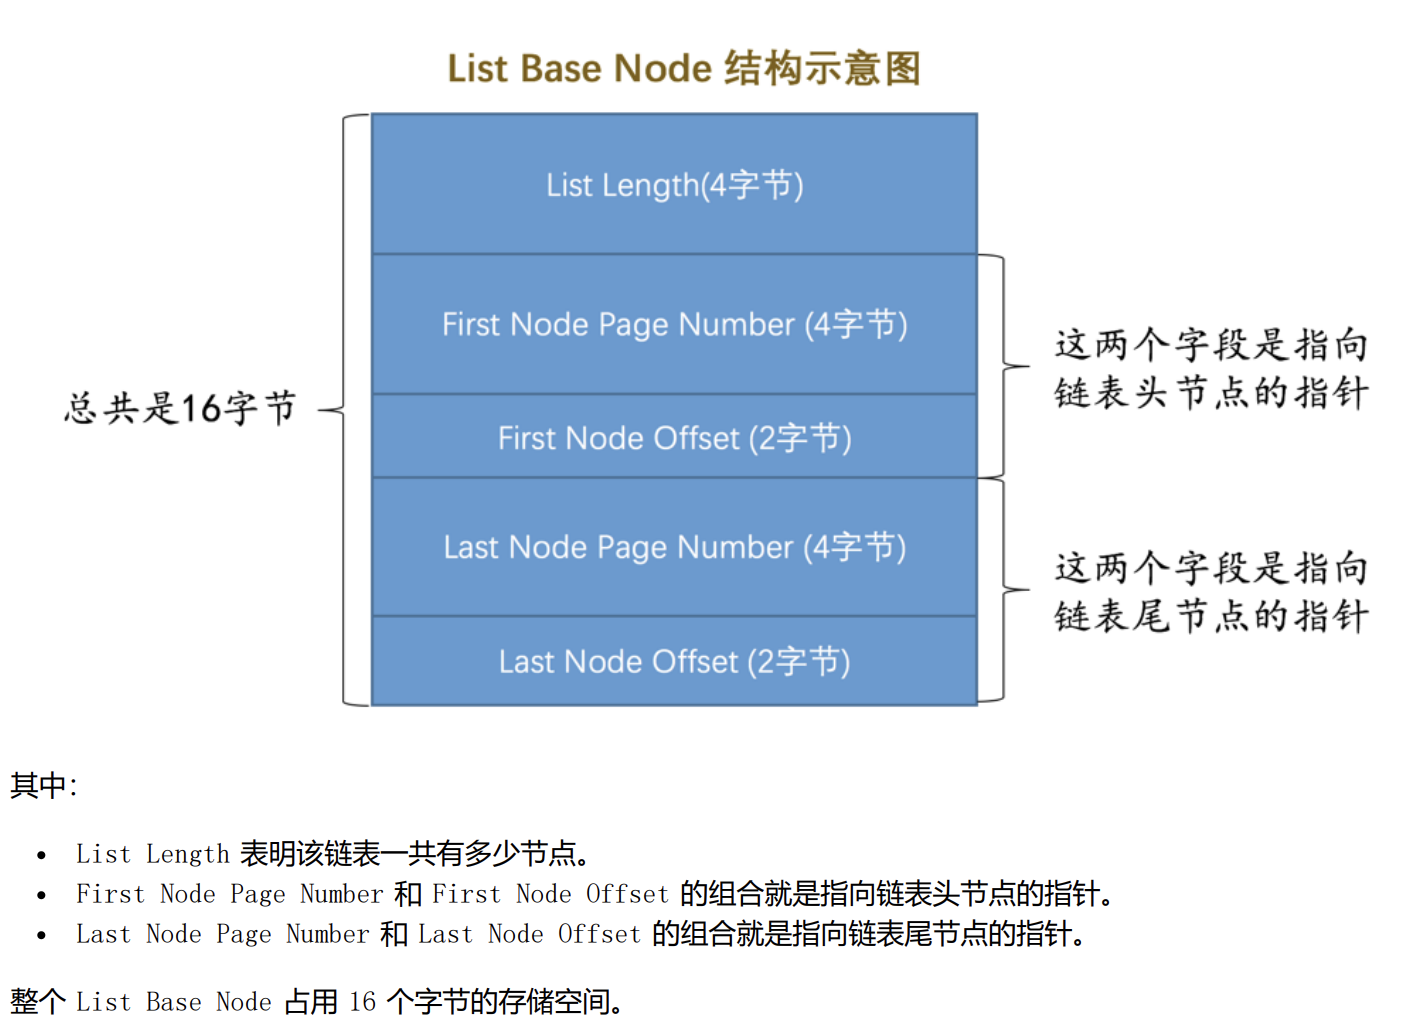 List Base Node 结构示意图
List Length(4字节)
First Node Page Number (4字节)
这两个字段是指向
链表头节点的指针
总共是16字节
First Node Offset (2字节)
Last Node Page Number (4字节)
这两个字段是指向
链表尾节点的指针
Last Node Offset (2字节)
其中：
• List Length 表明该链表一共有多少节点。
• First Node Page Number 和 First Node Offset 的组合就是指向链表头节点的指针。
• Last Node Page Number 和 Last Node Offset 的组合就是指向链表尾节点的指针。
整个 List Base Node 占用 16 个字节的存储空间。